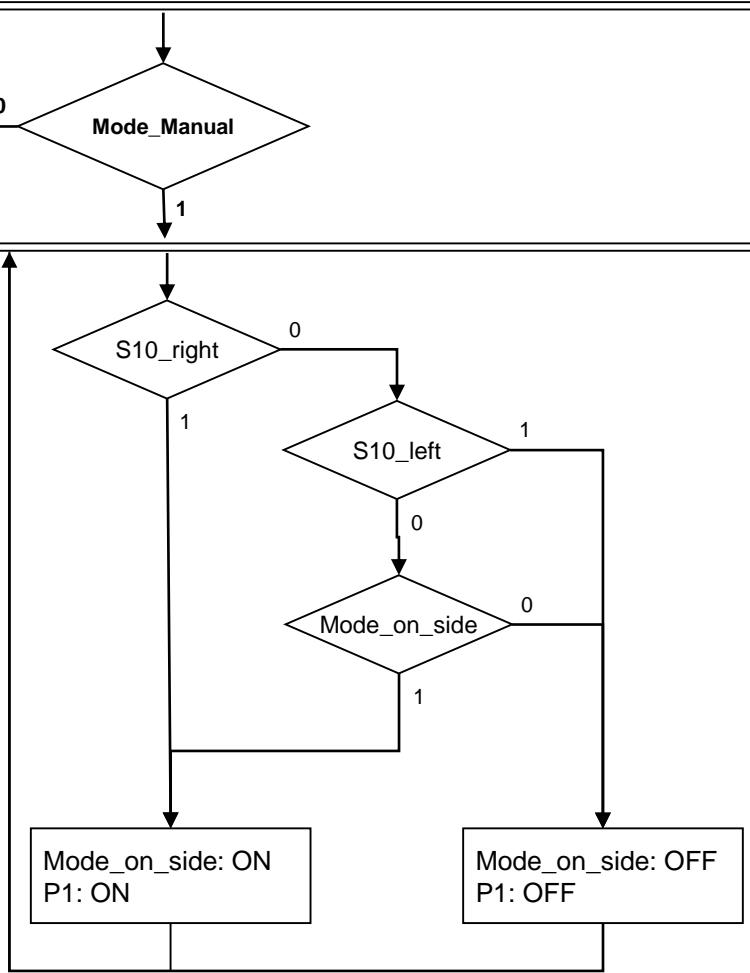 0
Mode_Manual
1
0
S10_right
1
1
S10_left
0
0
Mode_on_side
1
Mode_on_side: ON
P1: ON
Mode_on_side: OFF
P1: OFF